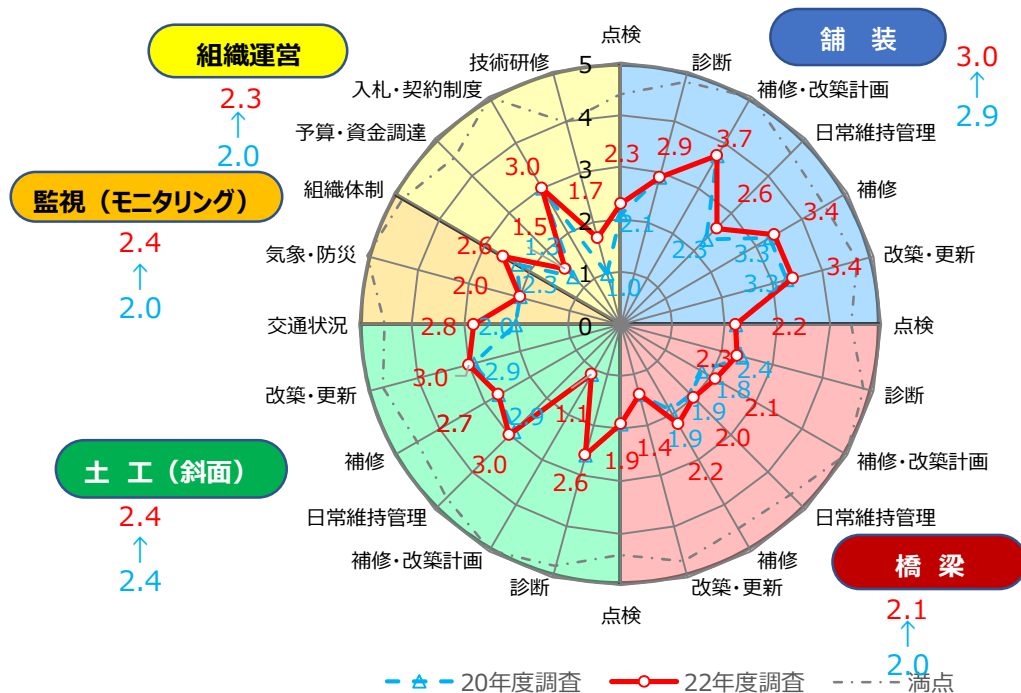 組織運営
2.3
2.0
監視（モニタリング）
2.4
2.0
土 工（斜面）
2.4
2.4
舗 装
3.0
2.9
橋 梁
2.1
2.0
点検
診断
補修・改築計画
日常維持管理
補修
改築・更新
点検
診断
補修・改築計画
日常維持管理
補修
改築・更新
点検
診断
補修・改築計画
日常維持管理
補修
改築・更新
交通状況
気象・防災
組織体制
予算・資金調達
入札・契約制度
技術研修
5
4
3
2
1
0
2.3
2.9
3.7
2.6
3.4
3.4
2.2
2.3
2.1
2.0
2.2
1.4
1.9
2.6
1.1
3.0
2.7
3.0
2.8
2.0
2.6
1.5
3.0
1.7
2.1
2.3
3.3
3.3
2.4
1.8
1.9
1.9
2.9
2.9
2.0
2.3
1.3
1.0
20年度調査
22年度調査
満点